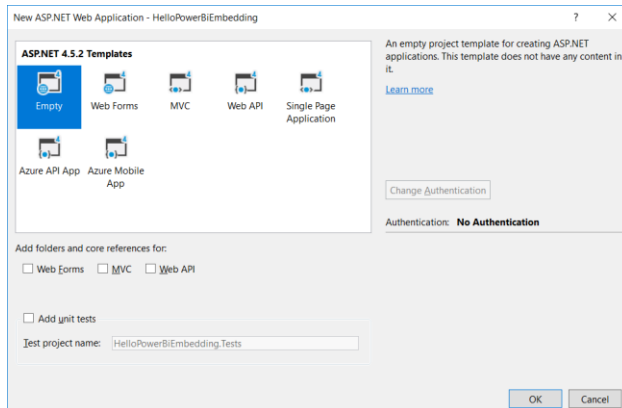 New ASP.NET Web Application - HelloPowerBiEmbedding
?
ASP.NET 4.5.2 Templates
Empty
Web Forms
MVC
Web API
Single Page
Application
Azure API App
Azure Mobile
App
An empty project template for creating ASP.NET
applications. This template does not have any content in
it.
Learn more
Change Authentication
Authentication: No Authentication
Add folders and core references for:
Web Forms
MVC
Web API
Add unit tests
Test project name:
HelloPowerBiEmbedding.Tests
OK
Cancel